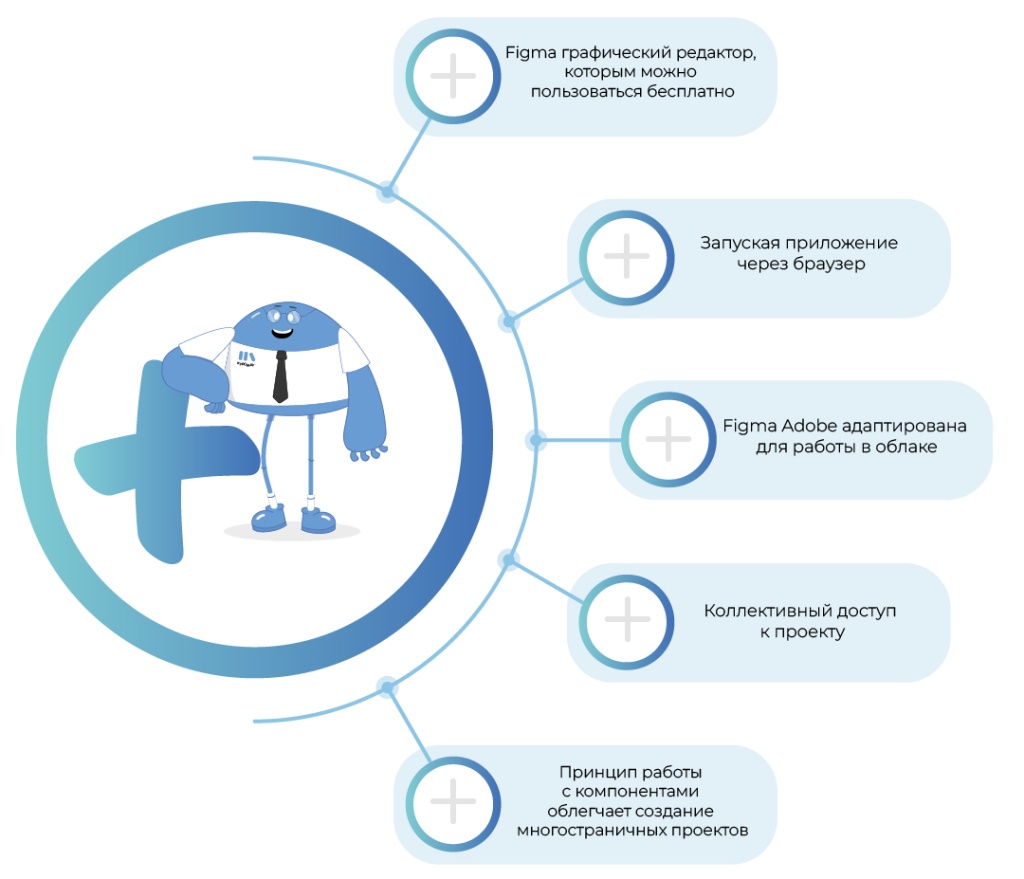 Figma графический редактор,
которым можно
пользоваться бесплатно
Запуская приложение
через браузер
Figma Adobe адаптирована
для работы в облаке
Коллективный доступ
к проекту
Принцип работы
с компонентами
облегчает создание
многостраничных проектов